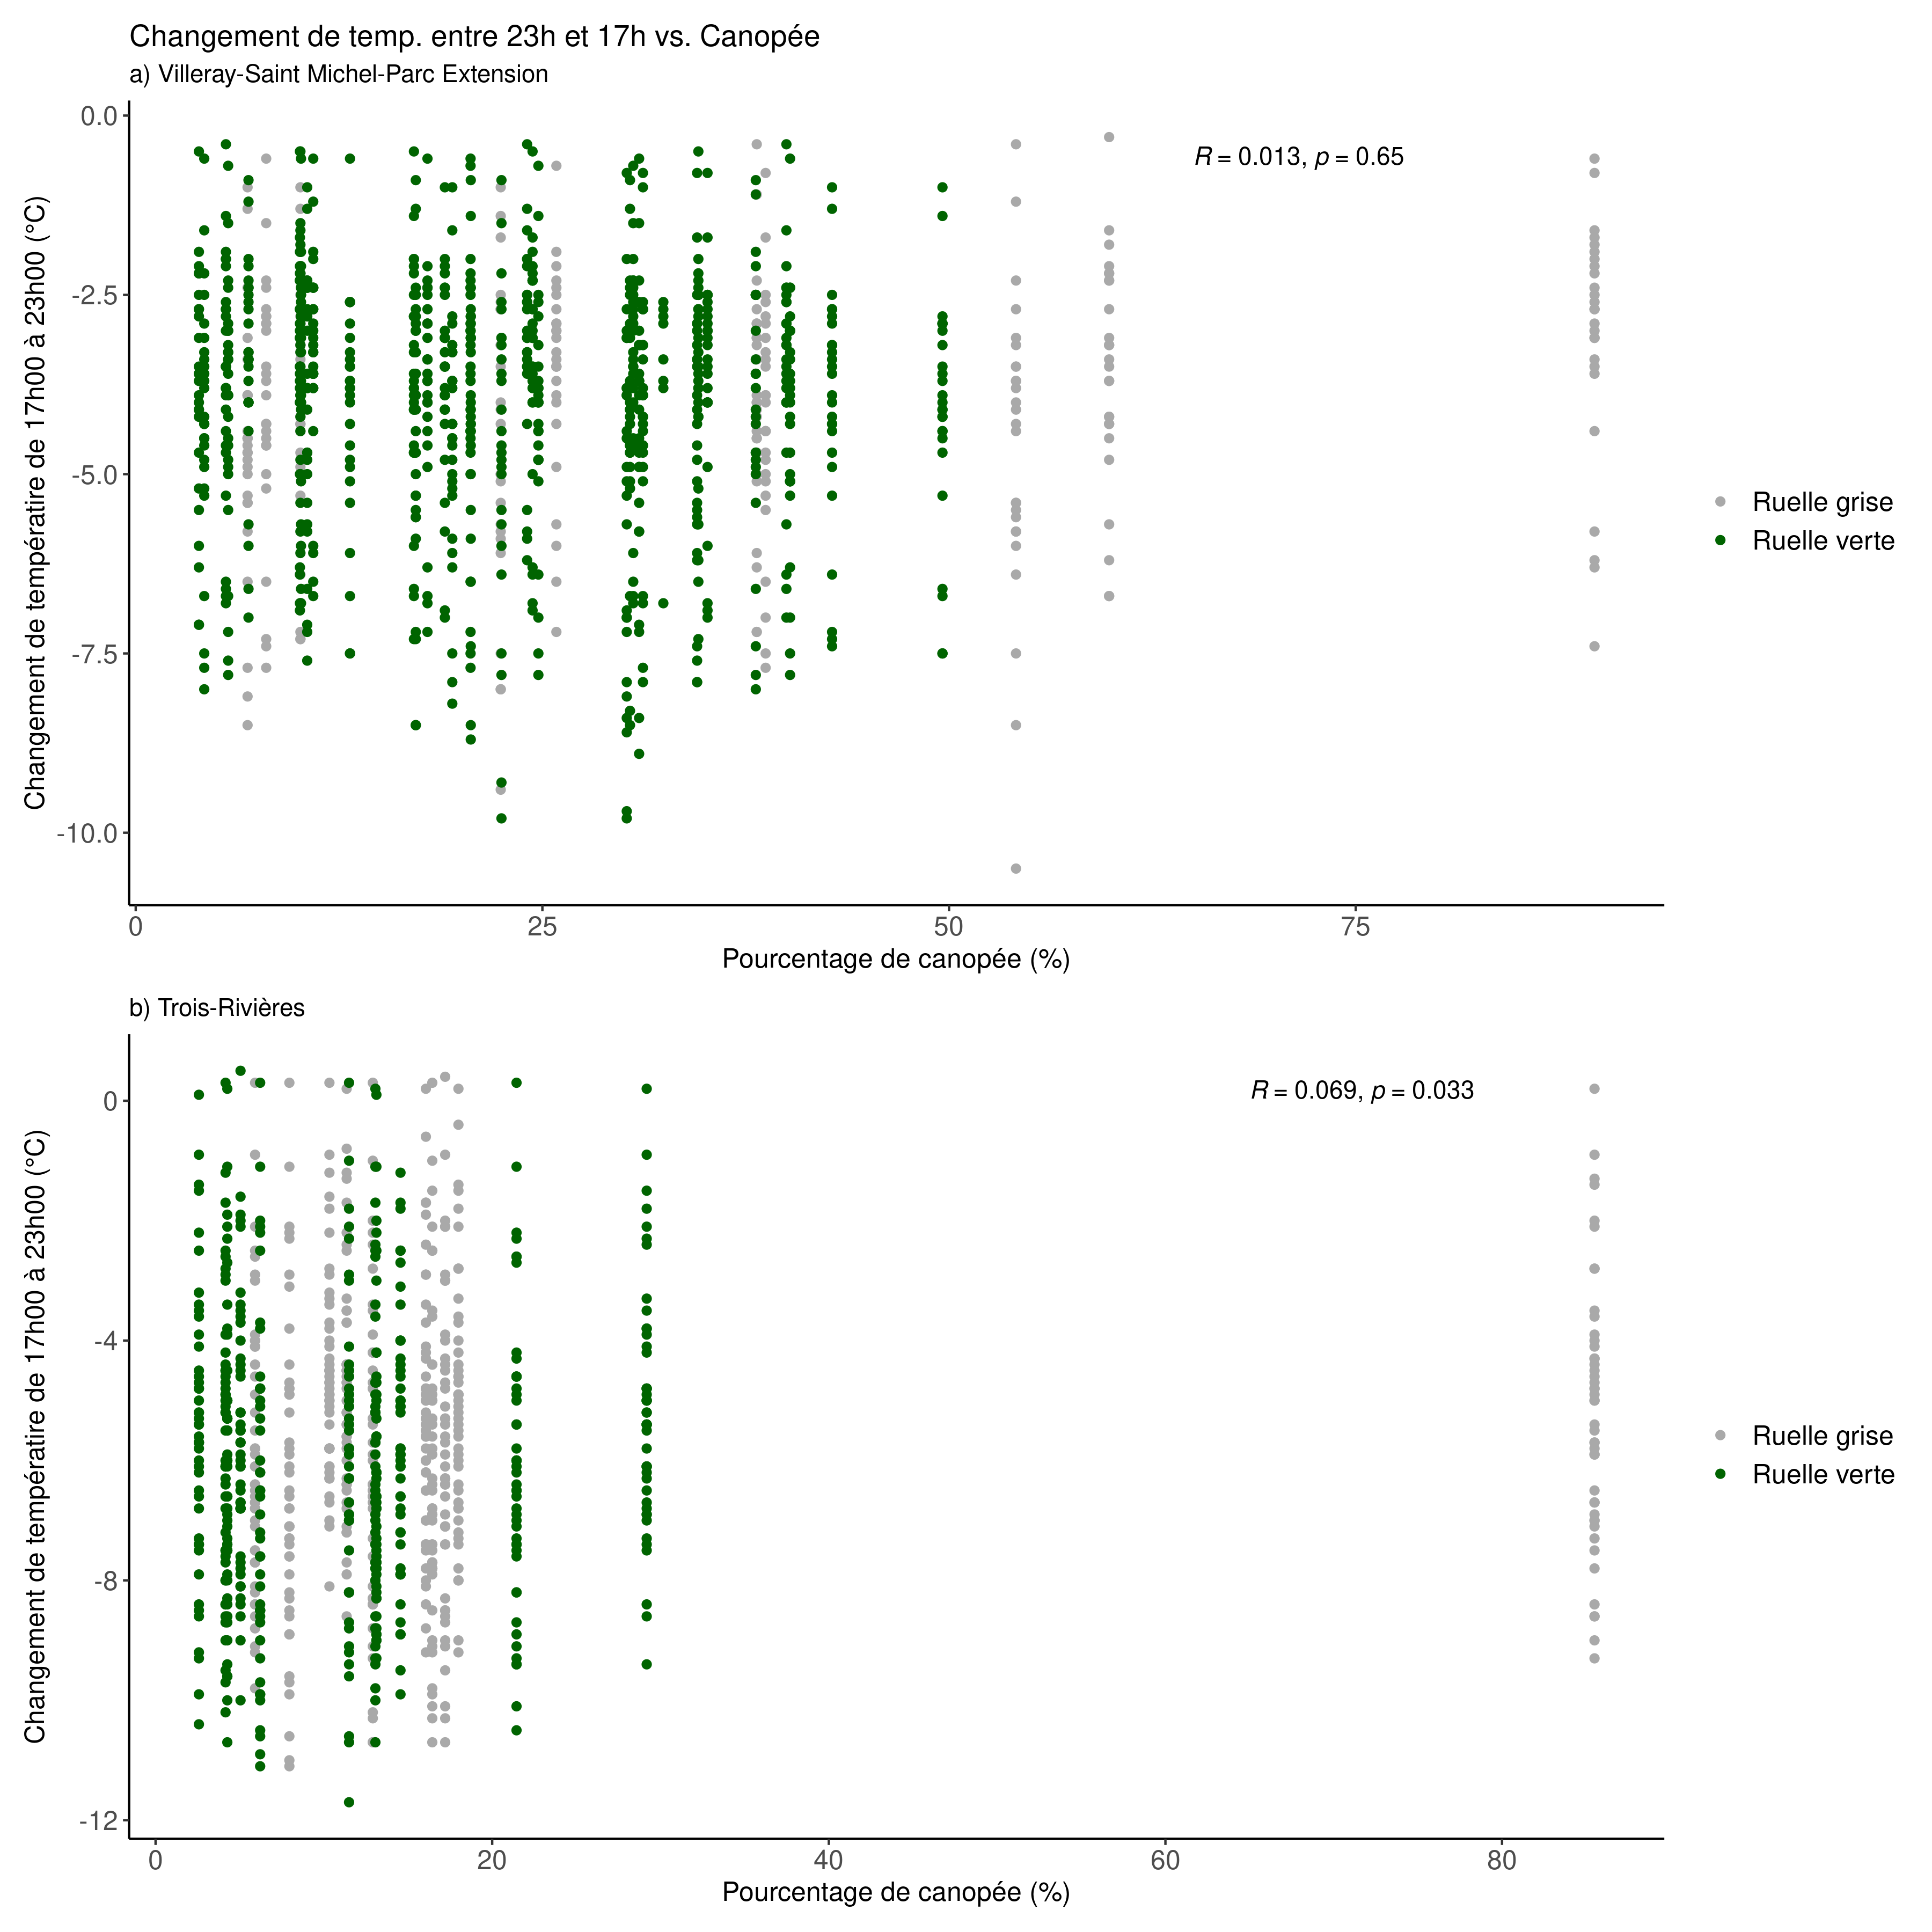 Changement de temp. entre 23h et 17h vs. Canopée
a) Villeray-Saint Michel-Parc Extension
Changement de températire de 17h00 à 23h00 (°C)
0.0
-2.5
-5.0
-7.5
-10.0
R = 0.013, p = 0.65
Ruelle grise
Ruelle verte
0 25 50 75
Pourcentage de canopée (%)
b) Trois-Rivières
Changement de températire de 17h00 à 23h00 (°C)
0
-4
-8
-12
R = 0.069, p = 0.033
Ruelle grise
Ruelle verte
0 20 40 60 80
Pourcentage de canopée (%)